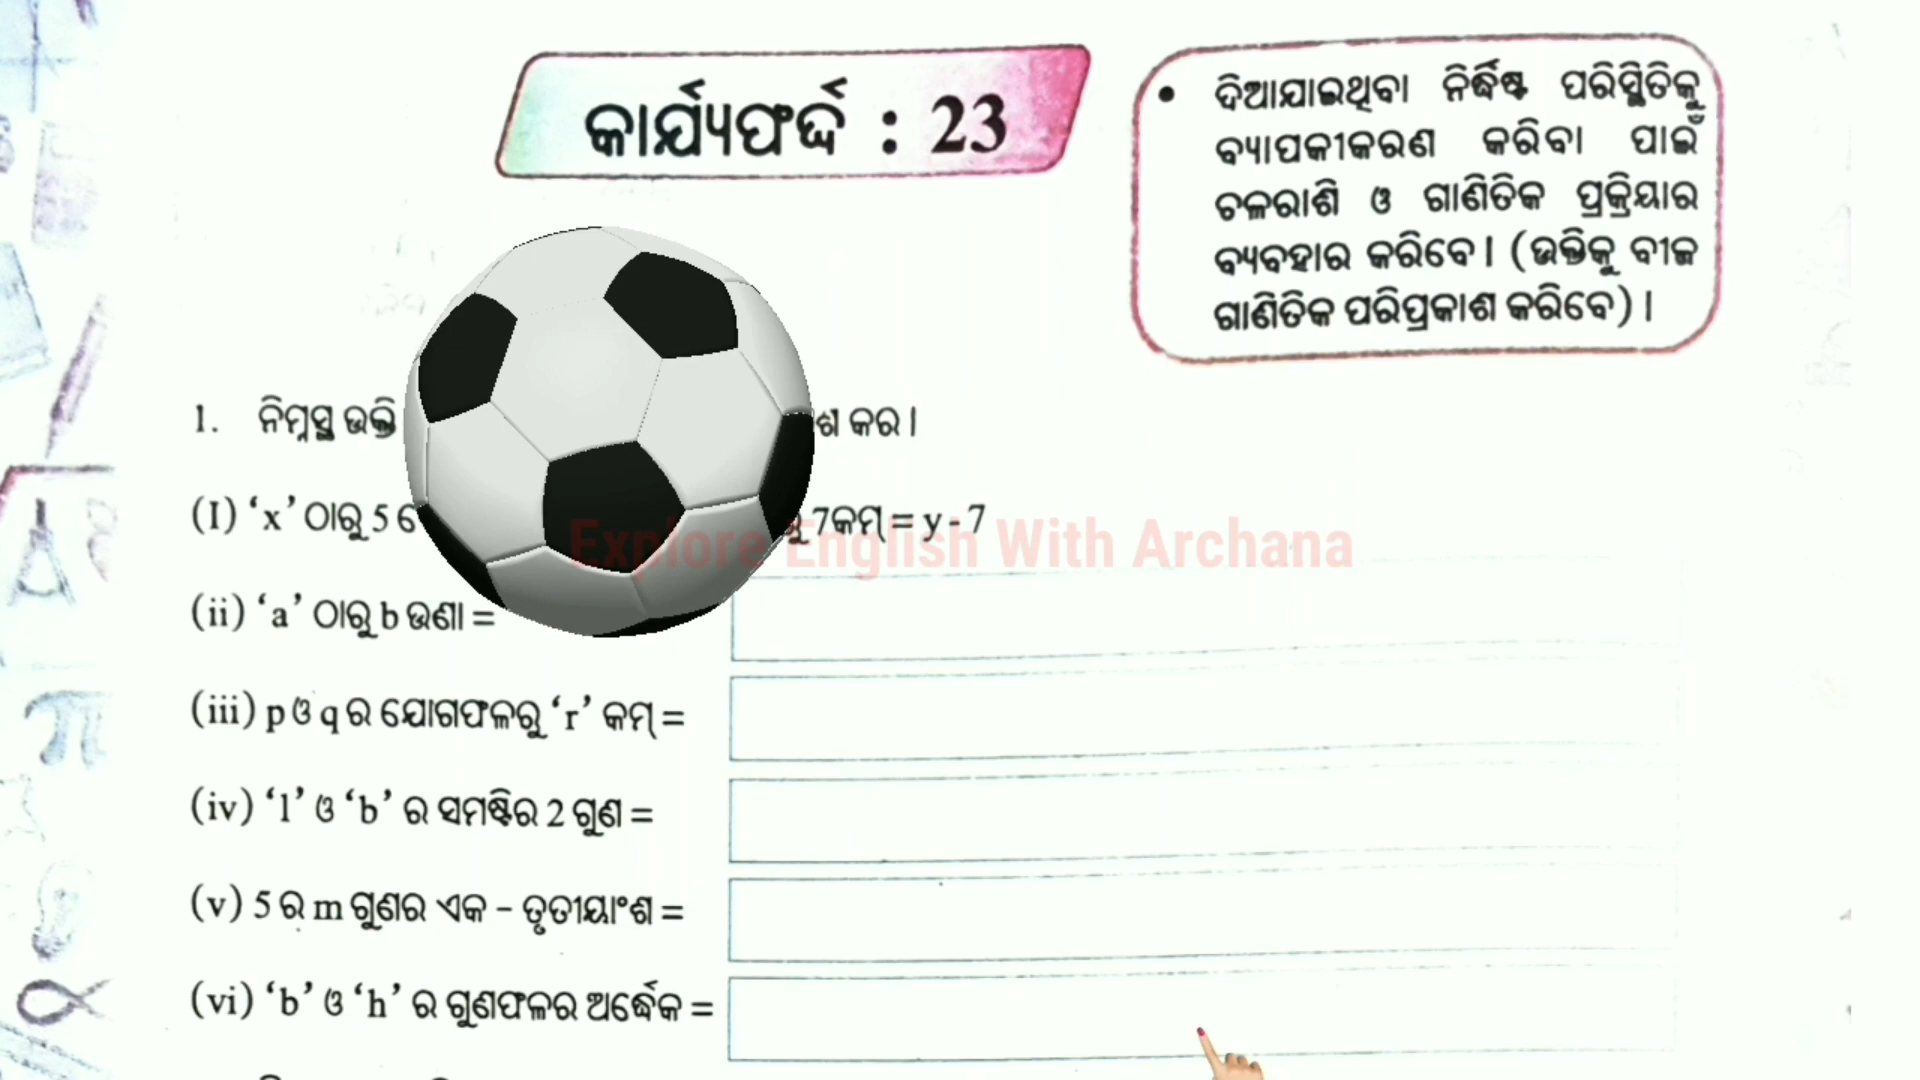 କାର୍ଯ୍ୟଫର୍ଦ୍ଦ : 23
• ଦିଆଯାଇଥିବା ନିର୍ଦ୍ଧିଷ୍ଟ ପରିସ୍ଥିତିକୁ
ବ୍ୟାପକୀକରଣ କରିବା ପାଇଁ
ଚଳରାଶି ଓ ଗାଣିତିକ ପ୍ରକ୍ରିୟାର
ବ୍ୟବହାର କରିବେ। (ଉକ୍ତିକୁ ବୀଜ
ଗାଣିତିକ ପରିପ୍ରକାଶ କରିବେ)।
1. ନିମ୍ନସ୍ଥ ଉକ୍ତି କର।
(I) ‘x’ ଠାରୁ 5 7କମ୍ = y - 7
Explore English With Archana
(ii) ‘a’ ଠାରୁ b ଊଣା =
(iii) p ଓ q ର ଯୋଗଫଳରୁ ‘r’ କମ୍ =
(iv) ‘l’ ଓ ‘b’ ର ସମଷ୍ଟିର 2 ଗୁଣ =
(v) 5 ର m ଗୁଣର ଏକ - ତୃତୀୟାଂଶ =
(vi) ‘b’ ଓ ‘h’ ର ଗୁଣଫଳର ଅର୍ଦ୍ଧେକ =